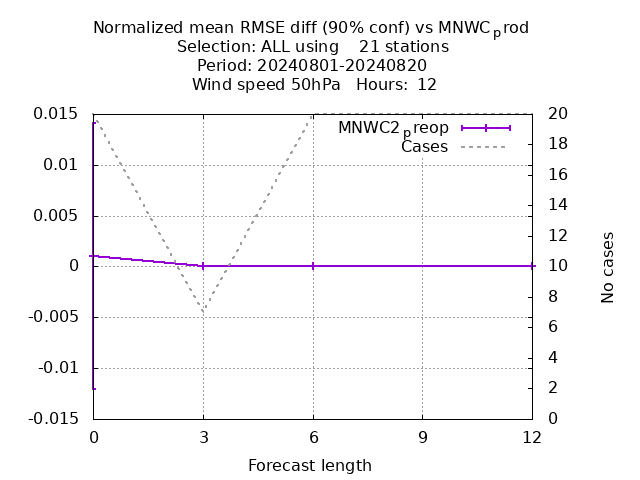 Normalized mean RMSE diff (90% conf) vs MNWC_prod
Selection: ALL using    21 stations
Period: 20240801-20240820
Wind speed 50hPa   Hours:  12
MNWC2_preop
Cases
0.015
0.01
0.005
0
-0.005
-0.01
-0.015
20
18
16
14
12
10
8
6
4
2
0
No cases
0
3
6
9
12
Forecast length